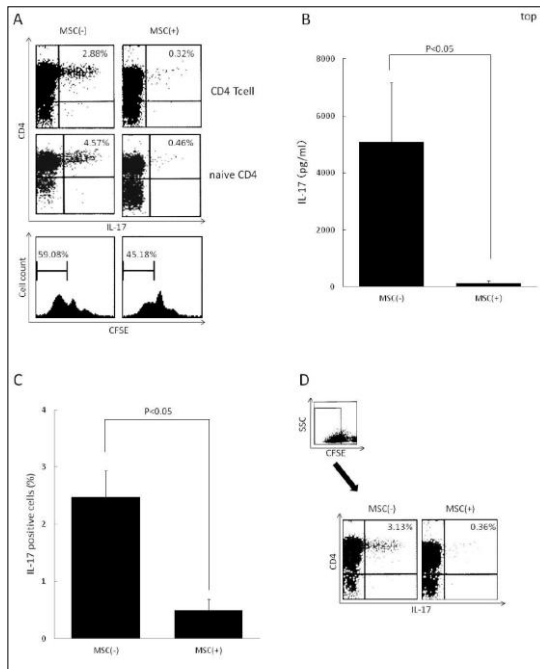 A
MSC(-)
MSC(+)
2.88%
0.32%
CD4 Tcell
CD4
4.57%
0.46%
naive CD4
IL-17
59.08%
45.18%
Cell count
CFSE
B
top
P<0.05
8000
6000
4000
2000
0
IL-17 (pg/ml)
MSC(-)
MSC(+)
C
P<0.05
4
3
2
1
0
IL-17 positive cells (%)
MSC(-)
MSC(+)
D
SSC
CFSE
MSC(-)
MSC(+)
3.13%
0.36%
CD4
IL-17